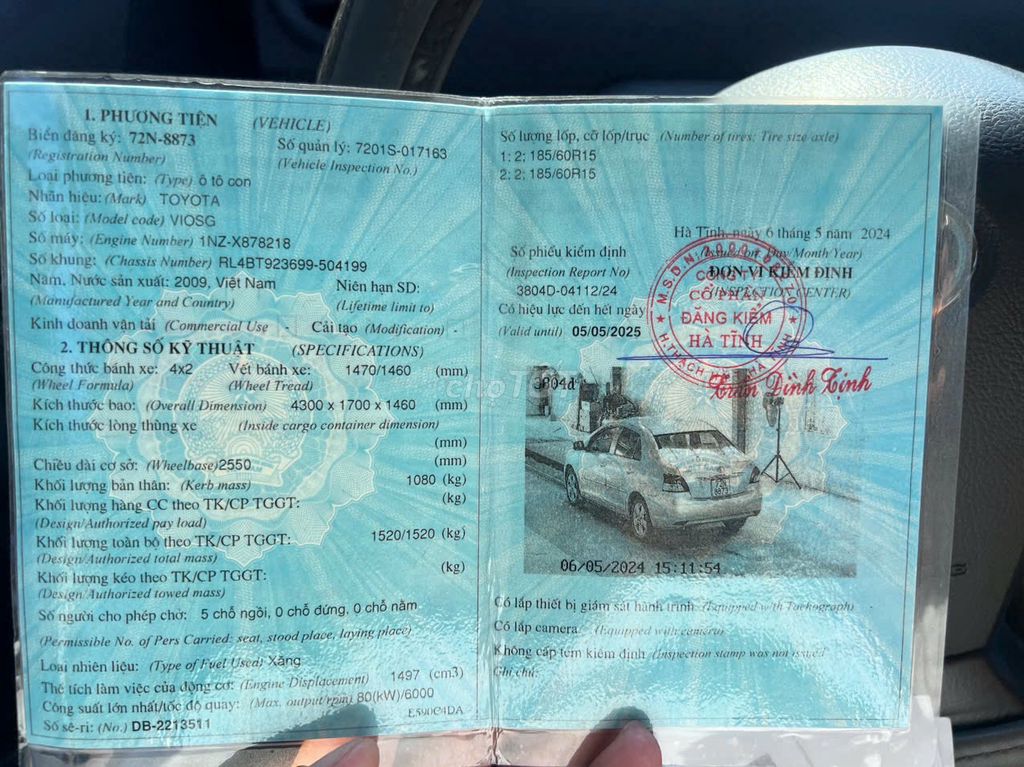 1. PHƯƠNG TIỆN (VEHICLE)
Biển đăng ký: 72N-8873 Số quản lý: 7201S-017163
(Registration Number) (Vehicle Inspection No.)
Loại phương tiện: (Type) ô tô con
Nhãn hiệu: (Mark) TOYOTA
Số loại: (Model code) VIOSG
Số máy: (Engine Number) 1NZ-X878218
Số khung: (Chassis Number) RL4BT923699-504199
Năm, Nước sản xuất: 2009, Việt Nam Niên hạn SD:
(Manufactured Year and Country) (Lifetime limit to)
Kinh doanh vận tải (Commercial Use - Cải tạo (Modification) -
2. THÔNG SỐ KỸ THUẬT (SPECIFICATIONS)
Công thức bánh xe: 4x2 Vết bánh xe: 1470/1460 (mm)
(Wheel Formula) (Wheel Tread)
Kích thước bao: (Overall Dimension) 4300 x 1700 x 1460 (mm)
Kích thước lòng thùng xe (Inside cargo container dimension)
(mm)
Chiều dài cơ sở: (Wheelbase) 2550 (mm)
Khối lượng bản thân: (Kerb mass) 1080 (kg)
Khối lượng hàng CC theo TK/CP TGGT: (kg)
(Design/Authorized pay load)
Khối lượng toàn bộ theo TK/CP TGGT: 1520/1520 (kg)
(Design/Authorized total mass)
Khối lượng kéo theo TK/CP TGGT: (kg)
(Design/Authorized towed mass)
Số người cho phép chở: 5 chỗ ngồi, 0 chỗ đứng, 0 chỗ nằm
(Permissible No. of Pers Carried: seat, stood place, laying place)
Loại nhiên liệu: (Type of Fuel Used) Xăng
Thể tích làm việc của động cơ: (Engine Displacement) 1497 (cm3)
Công suất lớn nhất/tốc độ quay: (Max. output/rpm) 80(kW)/6000
Số sê-ri: (No.) DB-2213511
Số lượng lốp, cỡ lốp/trục (Number of tires; Tire size axle)
1: 2; 185/60R15
2: 2; 185/60R15
Hà Tĩnh, ngày 6 tháng 5 năm 2024
Day/Month/Year)
Số phiếu kiểm định ĐƠN VỊ KIỂM ĐỊNH
(Inspection Report No) (INSPECTION CENTER)
3804D-04112/24
Có hiệu lực đến hết ngày
(Valid until) 05/05/2025
CÔNG TY
CỔ PHẦN
ĐĂNG KIỂM
HÀ TĨNH
Trần Đình Tịnh
3804d
06/05/2024 15:11:54
Có lắp thiết bị giám sát hành trình (Equipped with Tachograph)
Có lắp camera (Equipped with camera)
Không cấp tem kiểm định (Inspection stamp was not issued
Ghi chú: